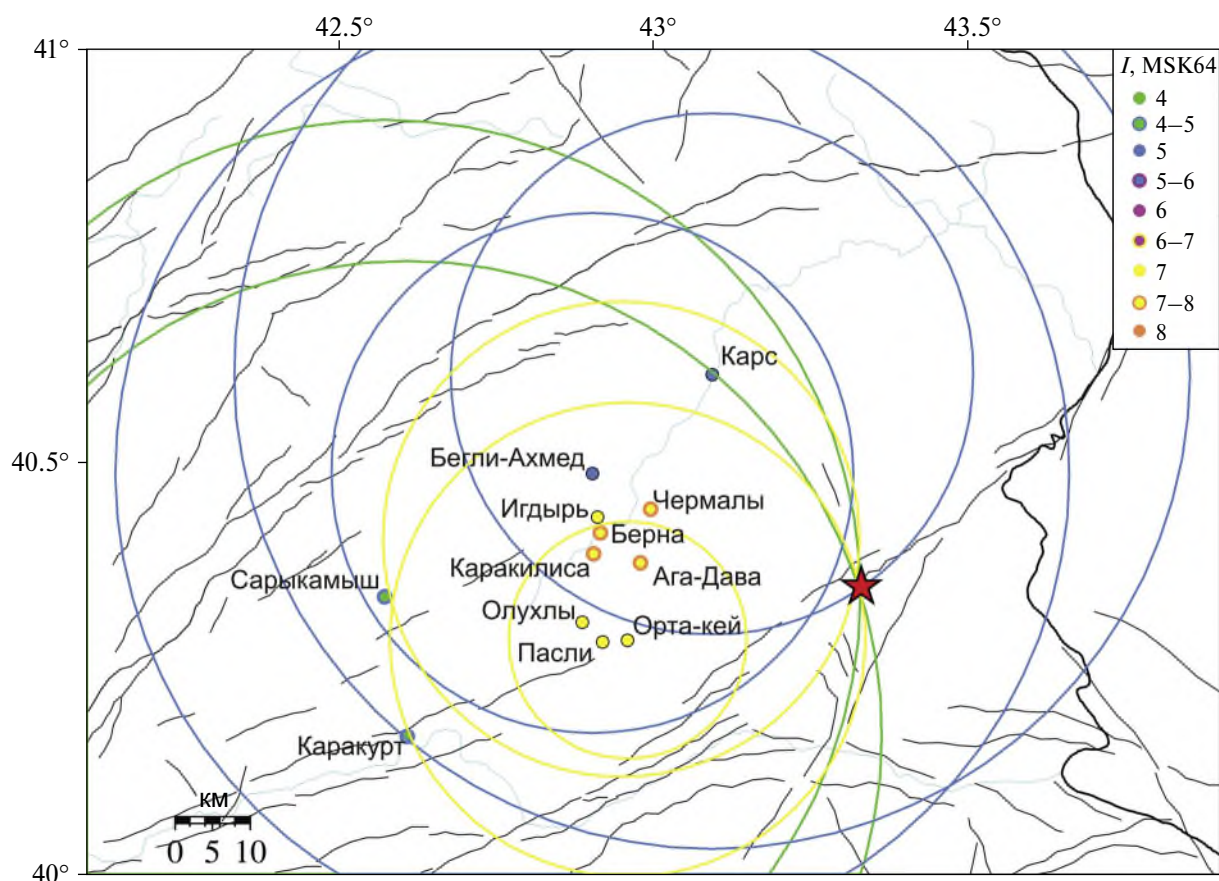 42.5°
43°
43.5°
41°
I, MSK64
4
4–5
5
5–6
6
6–7
7
7–8
8
Карс
40.5°
Бегли-Ахмед
Игдырь
Чермалы
Берна
Каракилиса
Ага-Дава
Сарыкамыш
Олухлы
Орта-кей
Пасли
Каракурт
км
0 5 10
40°